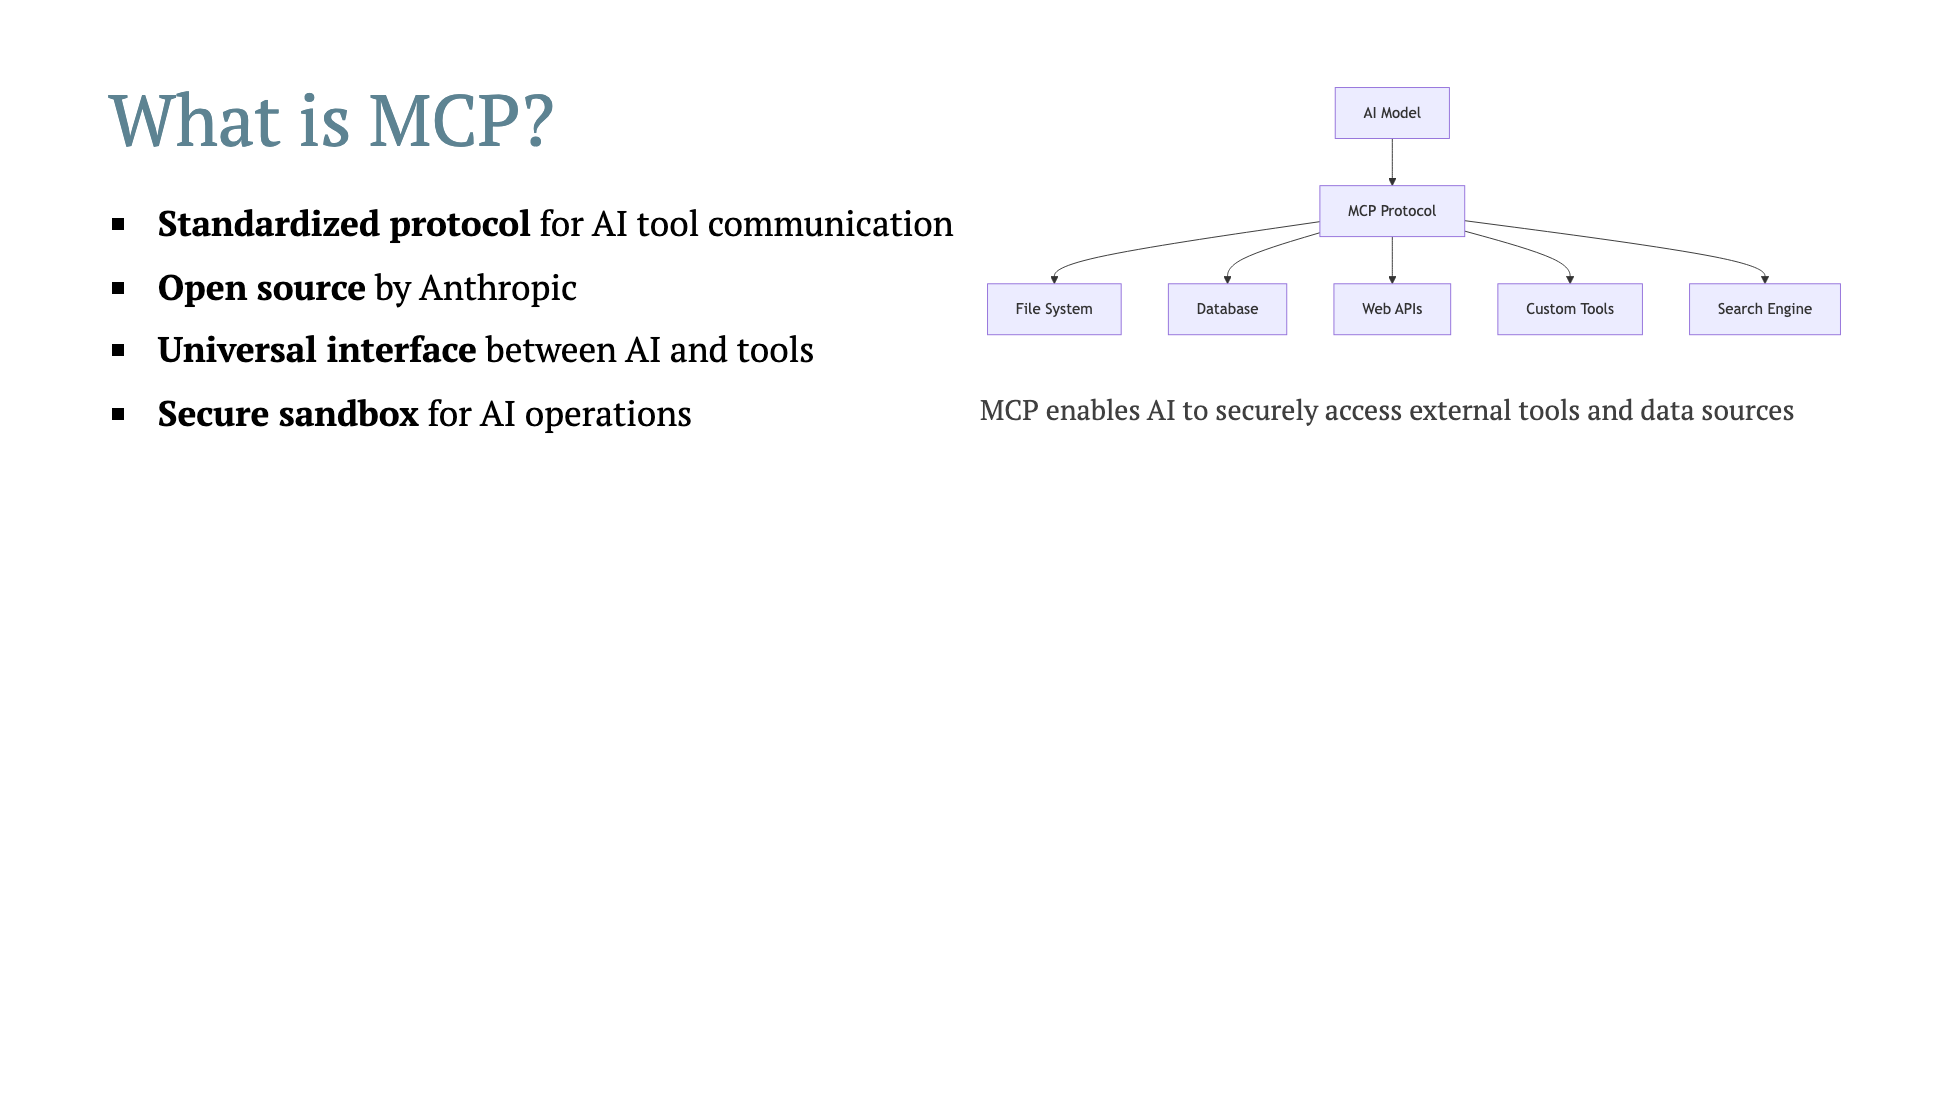 What is MCP?
Standardized protocol for AI tool communication
Open source by Anthropic
Universal interface between AI and tools
Secure sandbox for AI operations
AI Model
MCP Protocol
File System
Database
Web APIs
Custom Tools
Search Engine
MCP enables AI to securely access external tools and data sources